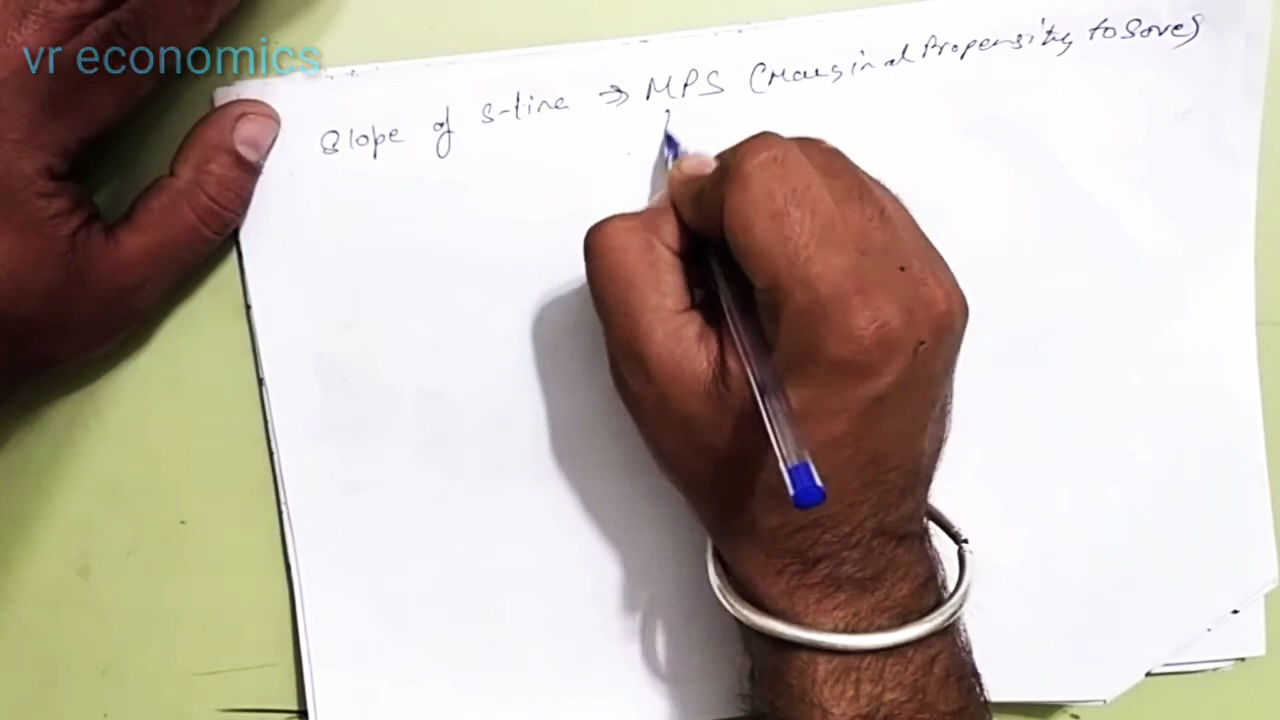 vr economics
Slope of S-line => MPS (Marginal Propensity to Save)